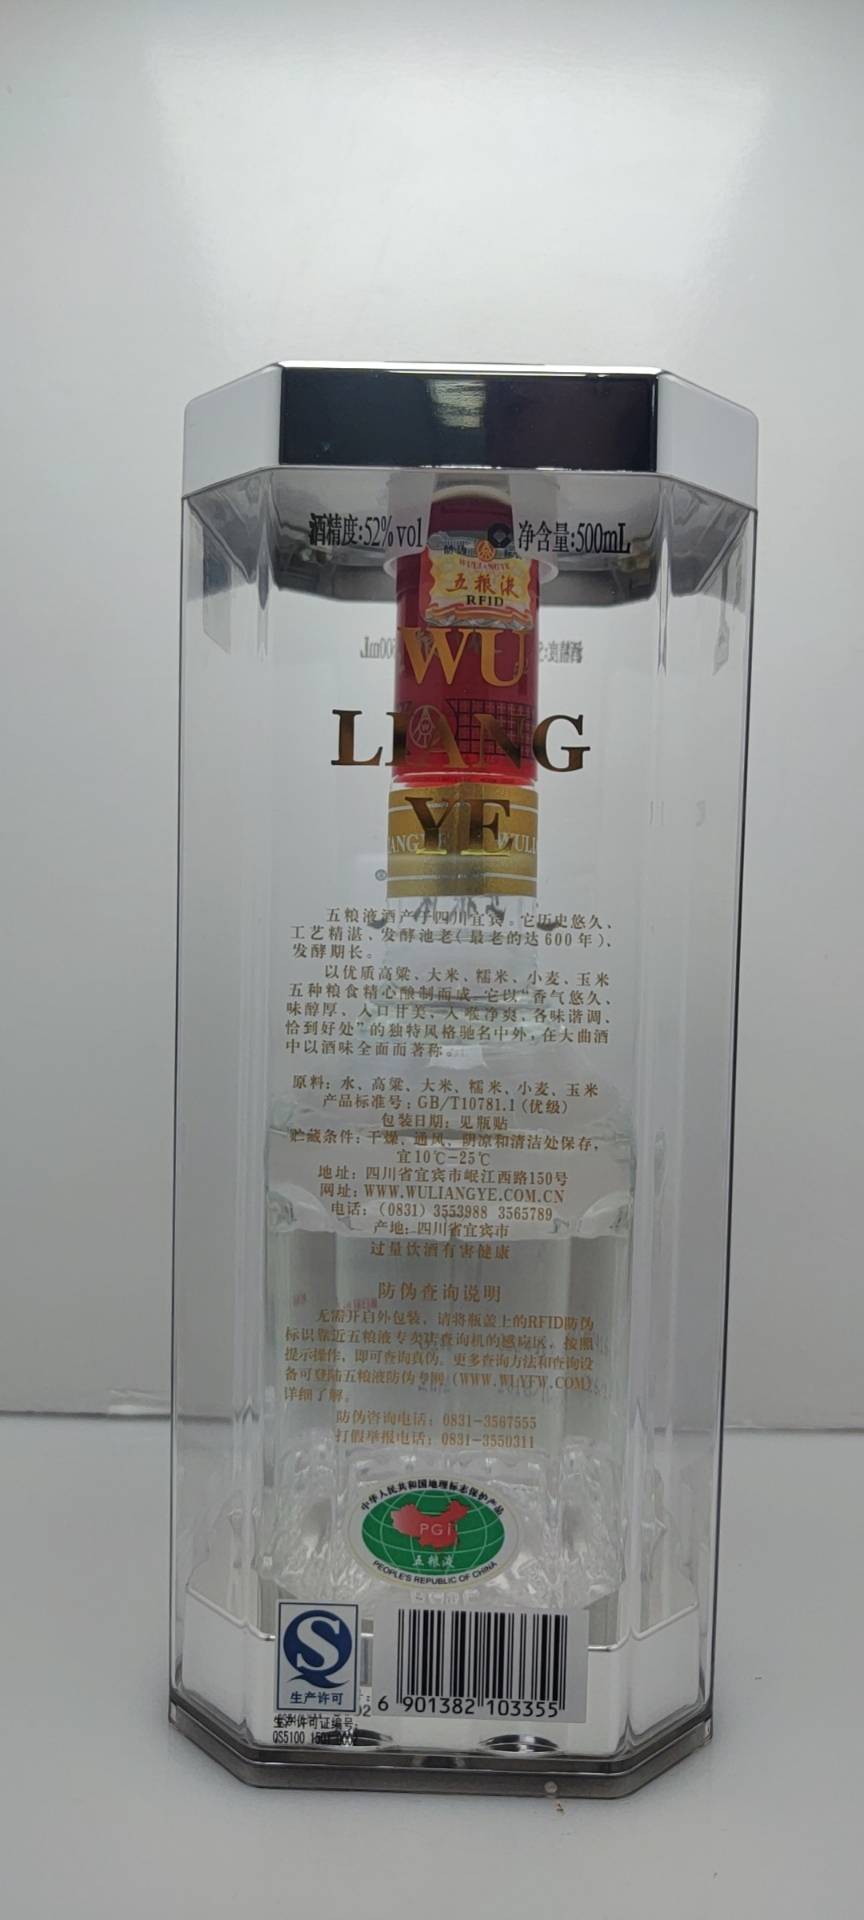 酒精度:52%vol 净含量:500mL
防伪
WULIANGYE
五粮液
RFID
WU
LIANG
YE
五粮液酒产于四川宜宾。它历史悠久、
工艺精湛、发酵池老(最老的达600年)、
发酵期长。
以优质高粱、大米、糯米、小麦、玉米
五种粮食精心酿制而成。它以“香气悠久、
味醇厚、入口甘美、入喉净爽、各味谐调、
恰到好处”的独特风格驰名中外,在大曲酒
中以酒味全面而著称。
原料:水、高粱、大米、糯米、小麦、玉米
产品标准号:GB/T10781.1(优级)
包装日期:见瓶贴
贮藏条件:干燥、通风、阴凉和清洁处保存,
宜10℃-25℃
地址:四川省宜宾市岷江西路150号
网址:WWW.WULIANGYE.COM.CN
电话:(0831) 3553988 3565789
产地:四川省宜宾市
过量饮酒有害健康
防伪查询说明
无需开启外包装,请将瓶盖上的RFID防伪
标识靠近五粮液专卖店查询机的感应区,按照
提示操作,即可查询真伪。更多查询方法和查询设
备可登陆五粮液防伪专网(WWW.WLYFW.COM)
详细了解。
防伪咨询电话:0831-3567555
打假举报电话:0831-3550311
中华人民共和国地理标志保护产品
PGI
五粮液
PEOPLE'S REPUBLIC OF CHINA
生产许可
6 901382 103355
生产许可证编号:
QS5100 1501